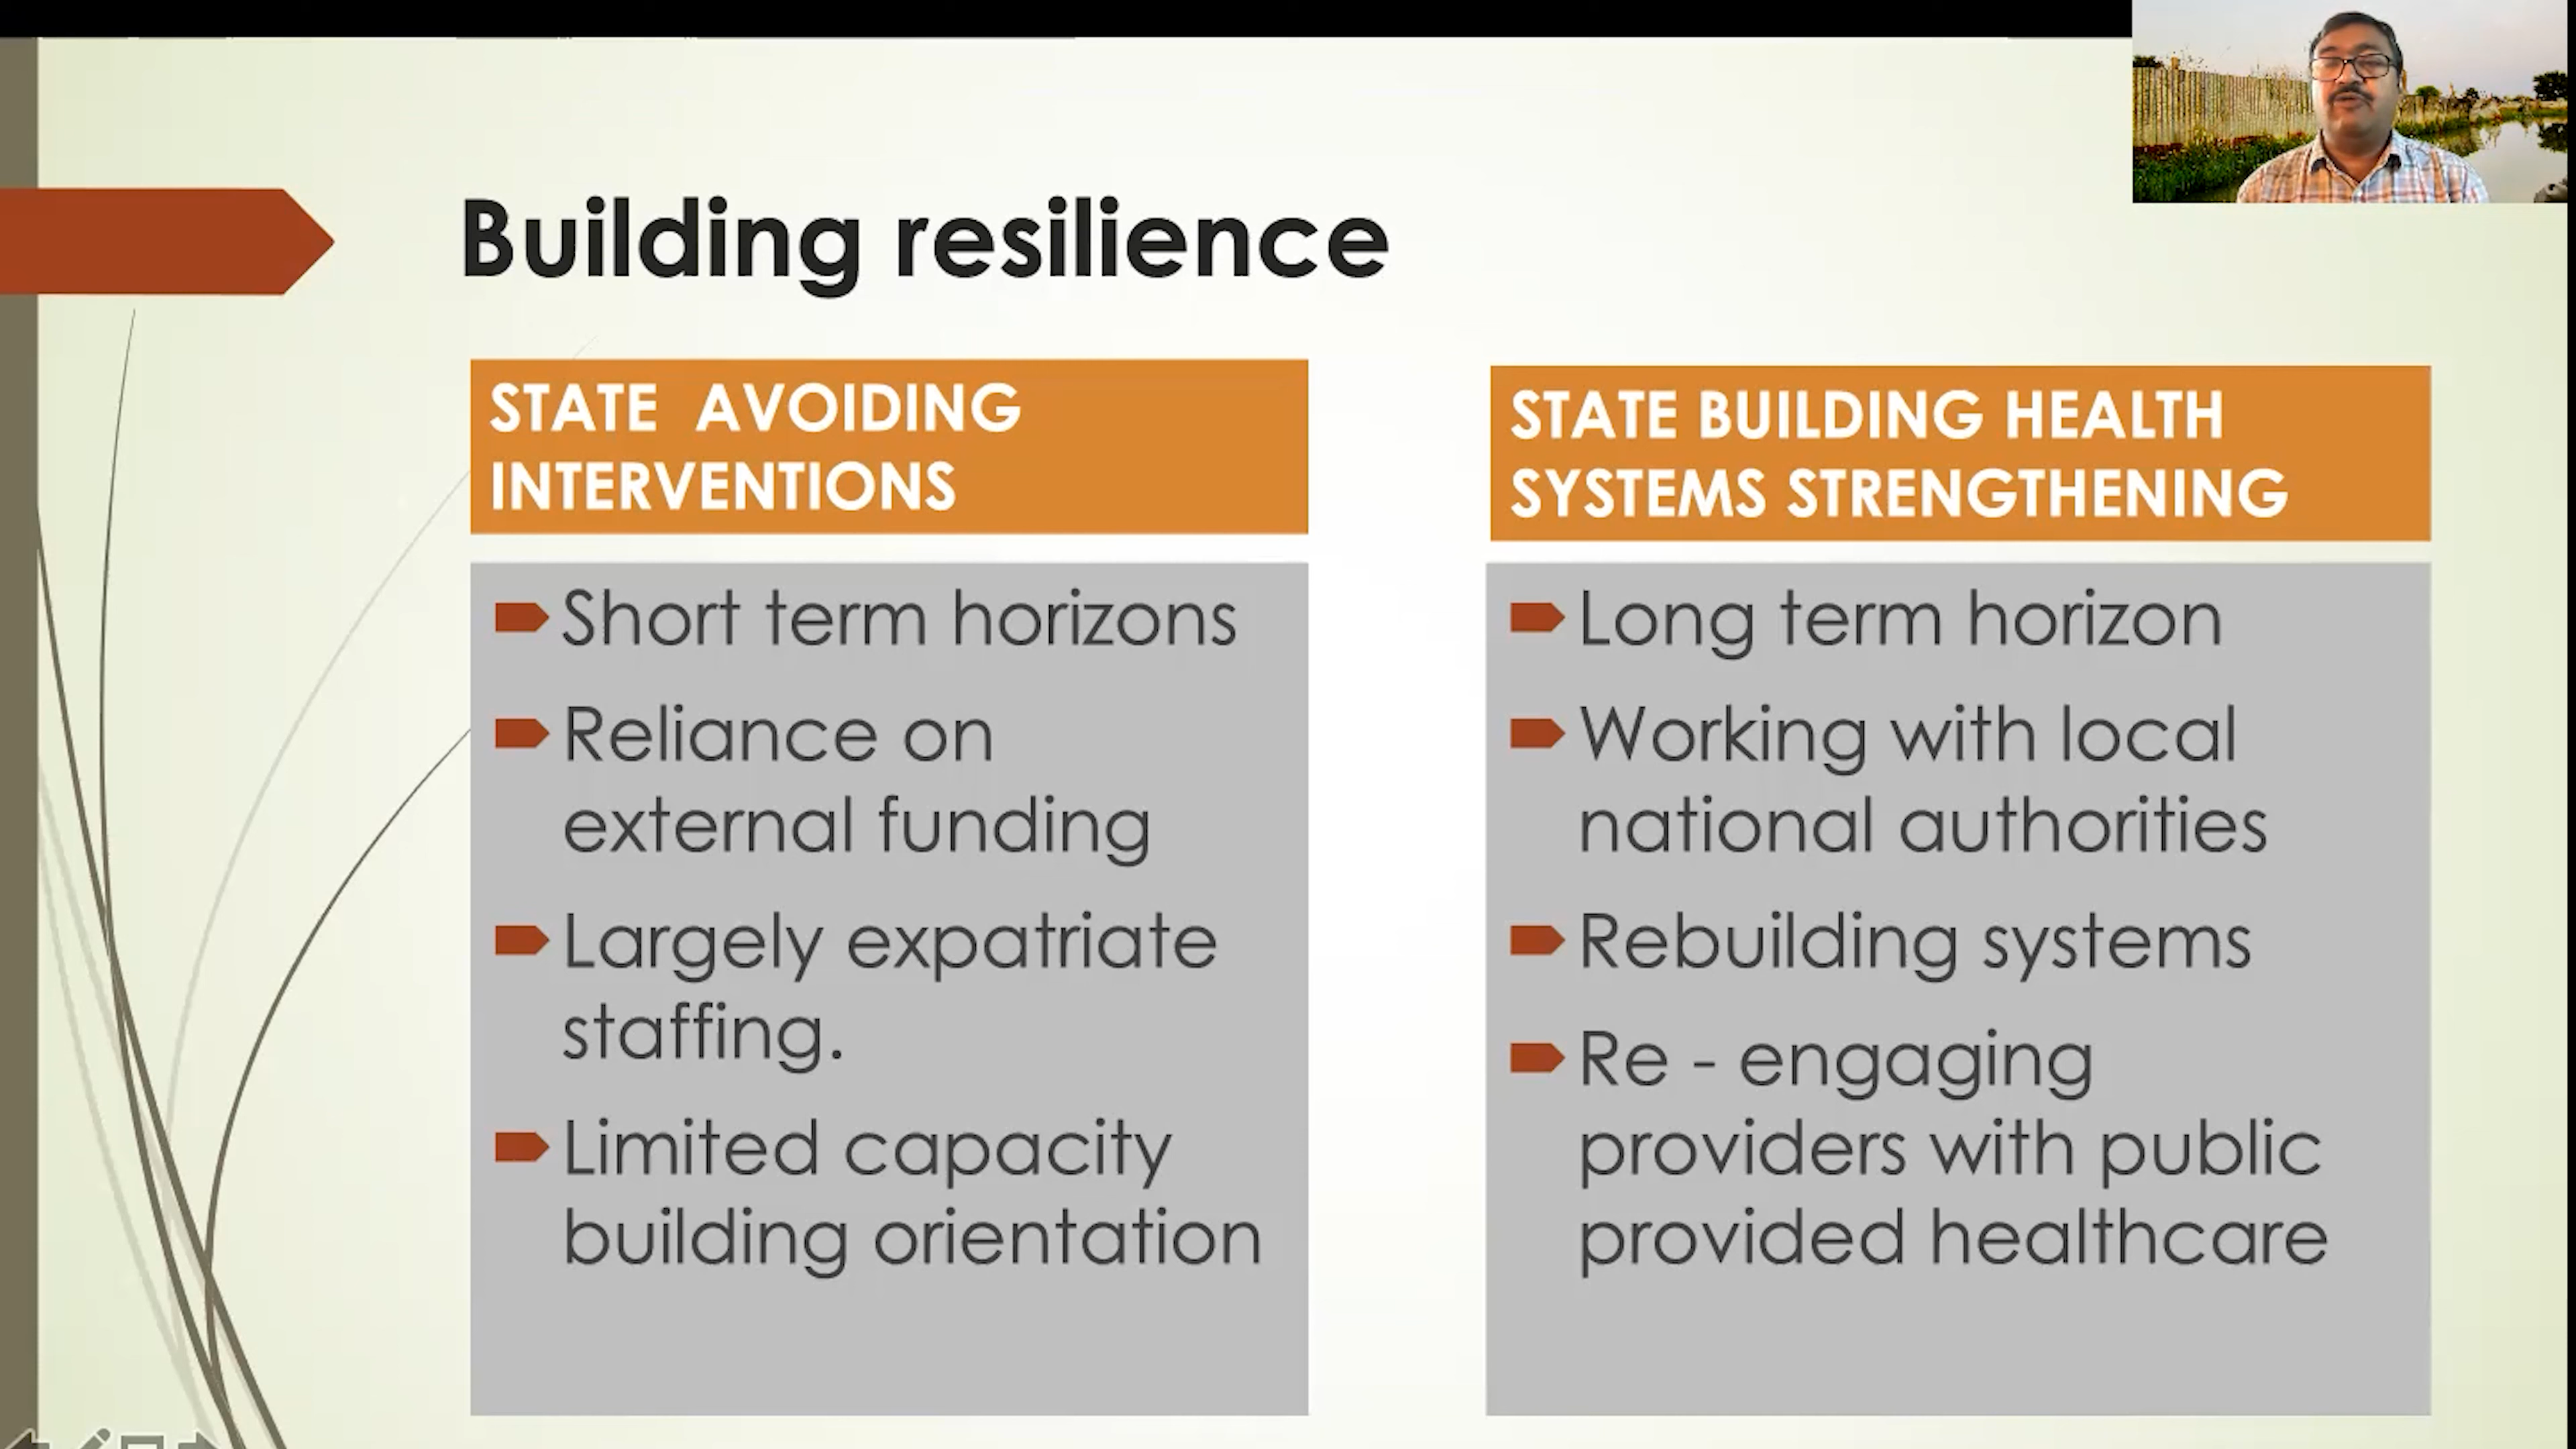 Building resilience
STATE AVOIDING
INTERVENTIONS
Short term horizons
Reliance on
external funding
Largely expatriate
staffing.
Limited capacity
building orientation
STATE BUILDING HEALTH
SYSTEMS STRENGTHENING
Long term horizon
Working with local
national authorities
Rebuilding systems
Re - engaging
providers with public
provided healthcare